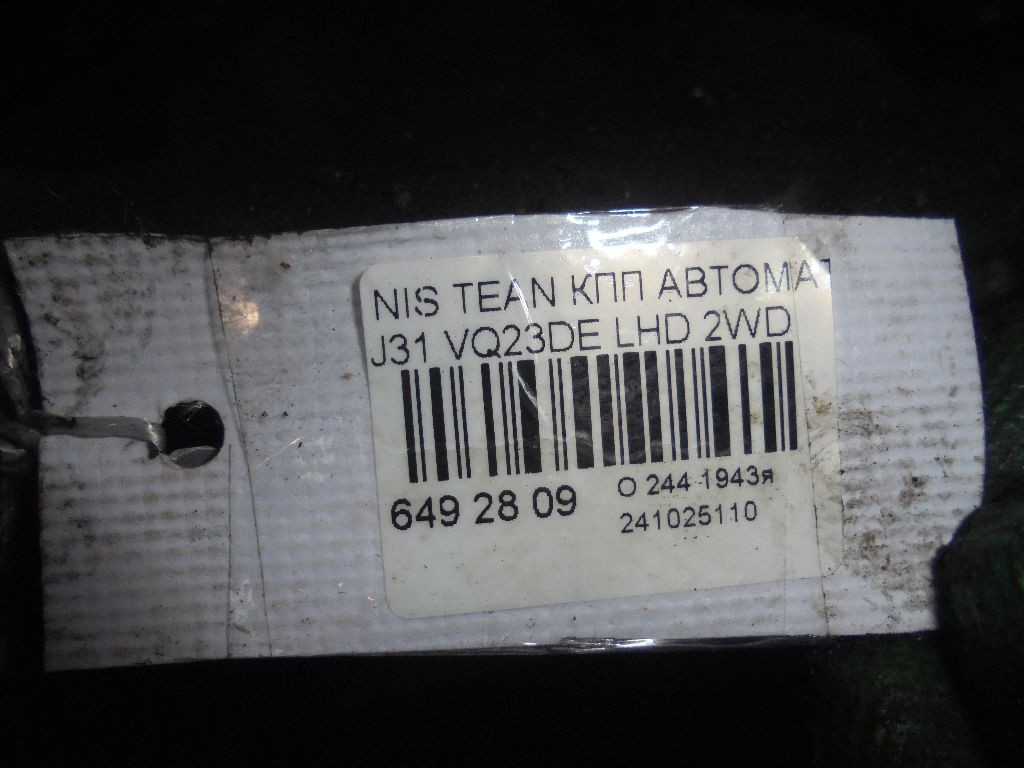 NIS TEAN КПП АВТОМАТ
J31 VQ23DE LHD 2WD
649 28 09
О 244 1943я
241025110